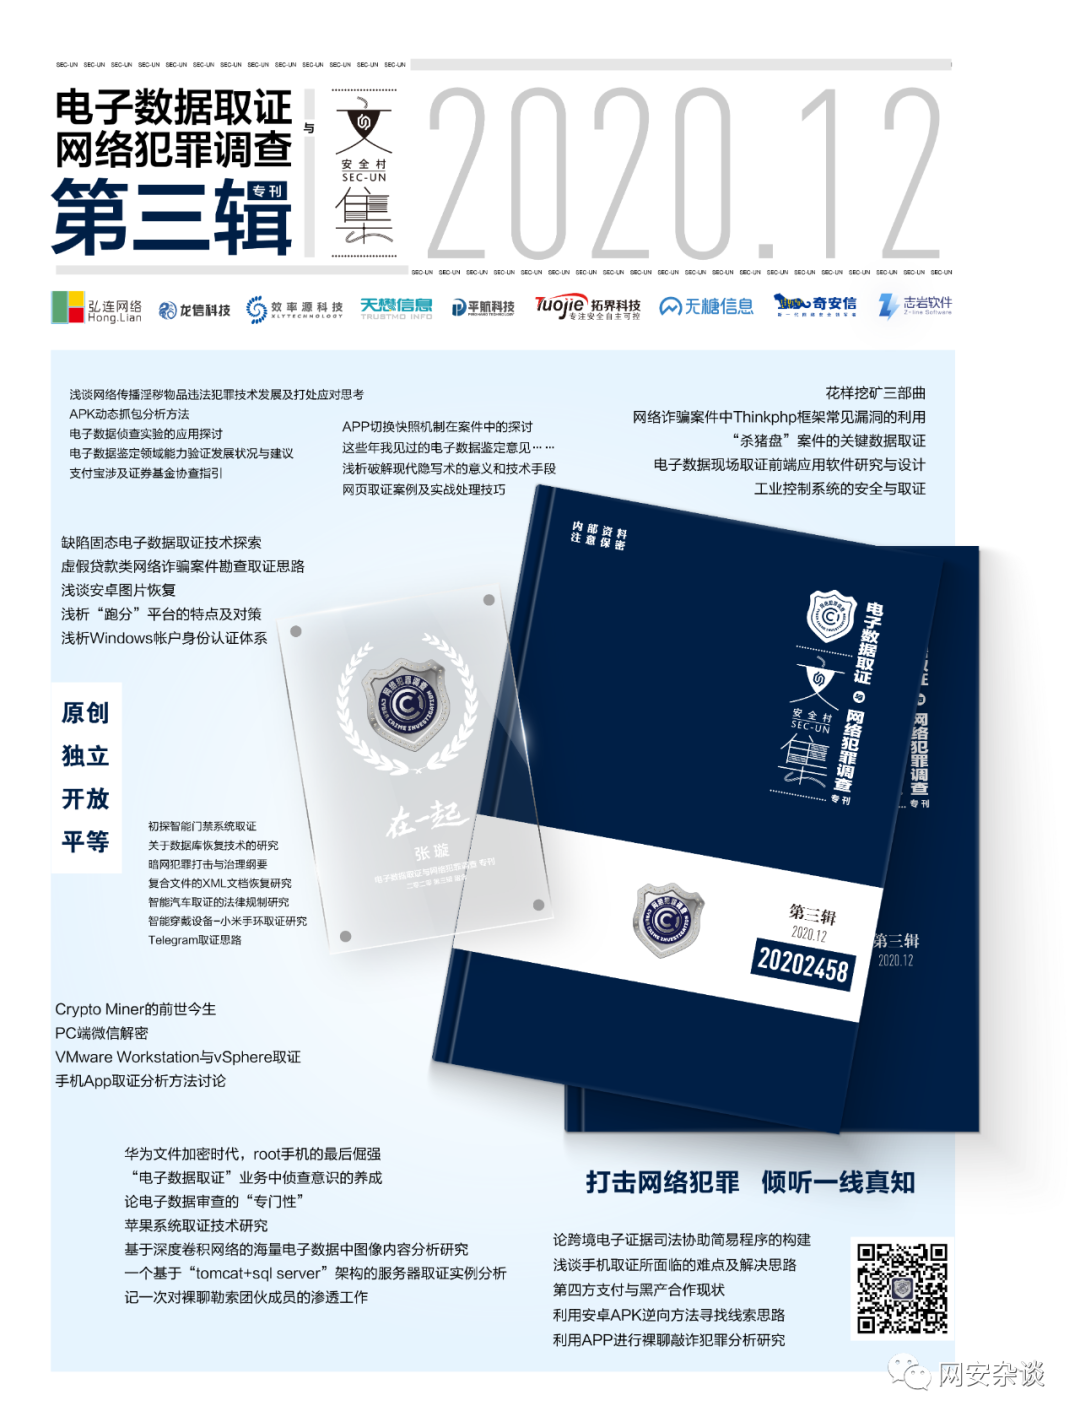 SEC-UN SEC-UN SEC-UN SEC-UN SEC-UN SEC-UN SEC-UN SEC-UN SEC-UN SEC-UN SEC-UN SEC-UN SEC-UN
电子数据取证
与
网络犯罪调查
第三辑
专刊
文
安全村
SEC-UN
集
2020.12
SEC-UN SEC-UN SEC-UN SEC-UN SEC-UN SEC-UN SEC-UN SEC-UN SEC-UN SEC-UN SEC-UN SEC-UN SEC-UN SEC-UN SEC-UN SEC-UN SEC-UN SEC-UN SEC-UN SEC-UN
弘连网络
Hong.Lian
龙信科技
效率源科技
XLYTECHNOLOGY
天懋信息
TRUSTMO INFO
平航科技
Tuojie 拓界科技
专注安全自主可控
无糖信息
奇安信
新一代网络安全领军者
志岩软件
Z-line Software
浅谈网络传播淫秽物品违法犯罪技术发展及打处应对思考
APK动态抓包分析方法
电子数据侦查实验的应用探讨
电子数据鉴定领域能力验证发展状况与建议
支付宝涉及证券基金协查指引
APP切换快照机制在案件中的探讨
这些年我见过的电子数据鉴定意见……
浅析破解现代隐写术的意义和技术手段
网页取证案例及实战处理技巧
花样挖矿三部曲
网络诈骗案件中Thinkphp框架常见漏洞的利用
“杀猪盘”案件的关键数据取证
电子数据现场取证前端应用软件研究与设计
工业控制系统的安全与取证
缺陷固态电子数据取证技术探索
虚假贷款类网络诈骗案件勘查取证思路
浅谈安卓图片恢复
浅析“跑分”平台的特点及对策
浅析Windows帐户身份认证体系
内部资料
注意保密
电子数据取证
与
网络犯罪调查
专刊
文
安全村
SEC-UN
集
网络犯罪调查
专刊
原创
独立
开放
平等
网络犯罪调查
CYBER CRIME INVESTIGATION
在一起
张璇
电子数据取证与网络犯罪调查 专刊
初探智能门禁系统取证
关于数据库恢复技术的研究
暗网犯罪打击与治理纲要
复合文件的XML文档恢复研究
智能汽车取证的法律规制研究
智能穿戴设备-小米手环取证研究
Telegram取证思路
第三辑
2020.12
20202458
第三辑
2020.12
Crypto Miner的前世今生
PC端微信解密
VMware Workstation与vSphere取证
手机App取证分析方法讨论
华为文件加密时代，root手机的最后倔强
“电子数据取证”业务中侦查意识的养成
论电子数据审查的“专门性”
苹果系统取证技术研究
基于深度卷积网络的海量电子数据中图像内容分析研究
一个基于“tomcat+sql server”架构的服务器取证实例分析
记一次对裸聊勒索团伙成员的渗透工作
打击网络犯罪 倾听一线真知
论跨境电子证据司法协助简易程序的构建
浅谈手机取证所面临的难点及解决思路
第四方支付与黑产合作现状
利用安卓APK逆向方法寻找线索思路
利用APP进行裸聊敲诈犯罪分析研究
网安杂谈